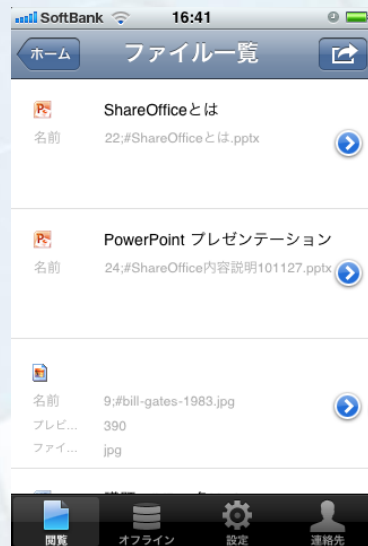 SoftBank 16:41
ホーム ファイル一覧
ShareOfficeとは
名前 22;#ShareOfficeとは.pptx
PowerPoint プレゼンテーション
名前 24;#ShareOffice内容説明101127.pptx
名前 9;#bill-gates-1983.jpg
プレビ... 390
ファイ... jpg
閲覧 オフライン 設定 連絡先